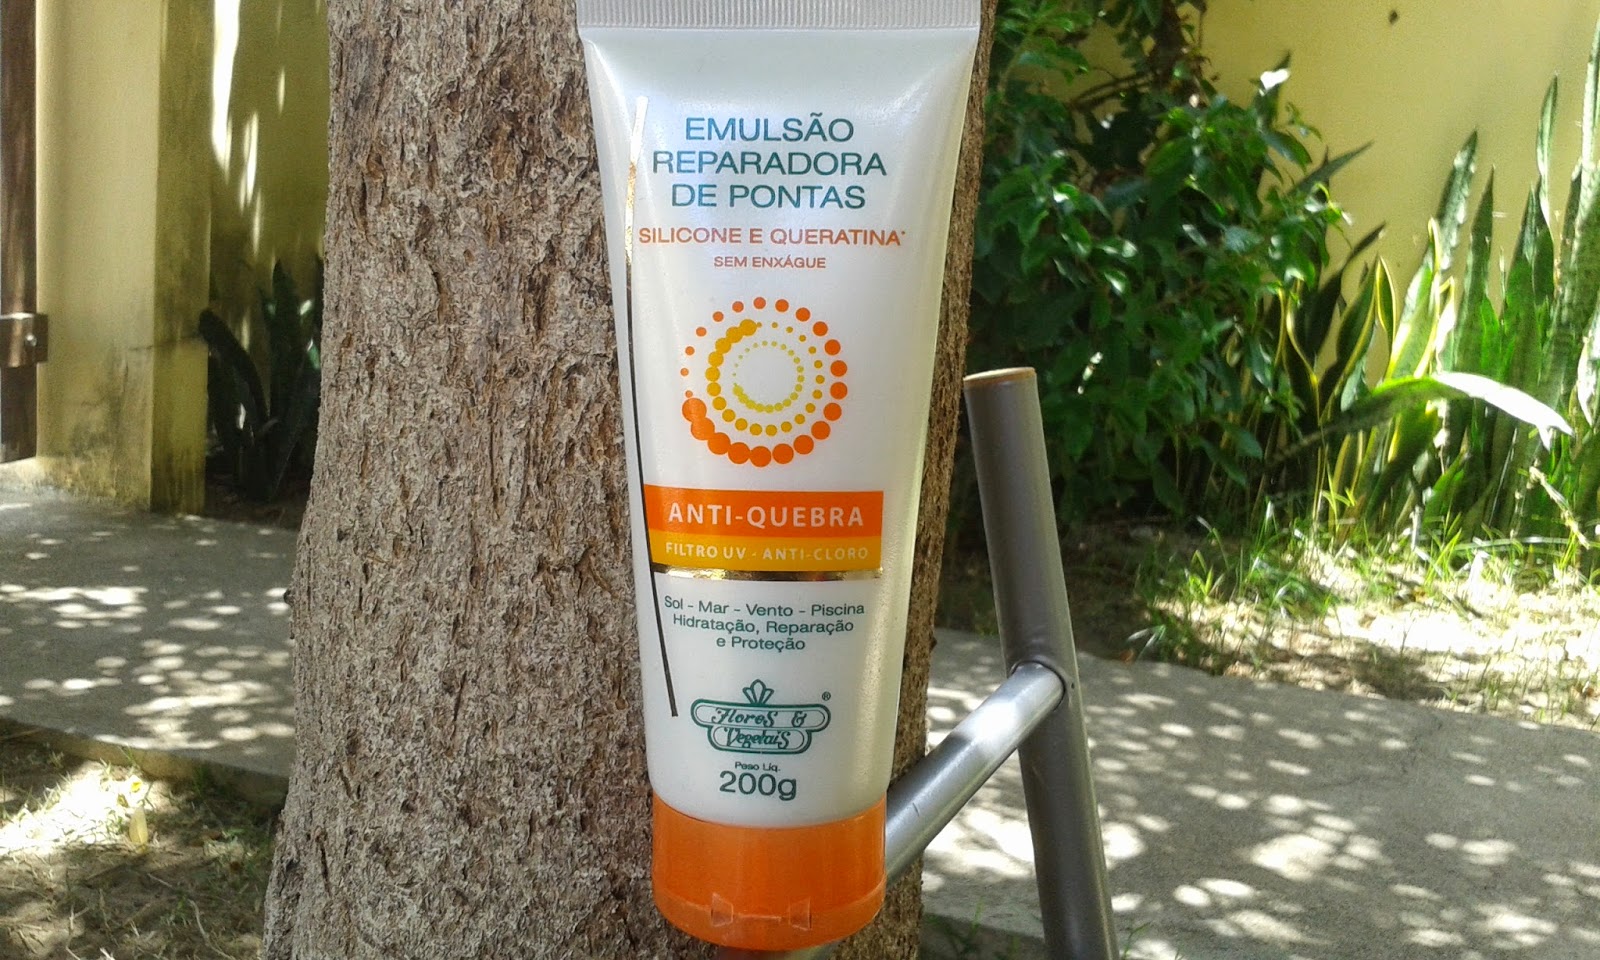 EMULSÃO
REPARADORA
DE PONTAS
SILICONE E QUERATINA*
SEM ENXÁGUE
ANTI-QUEBRA
FILTRO UV - ANTI-CLORO
Sol - Mar - Vento - Piscina
Hidratação, Reparação
e Proteção
Flores &
Vegetais ®
Peso Líq.
200g